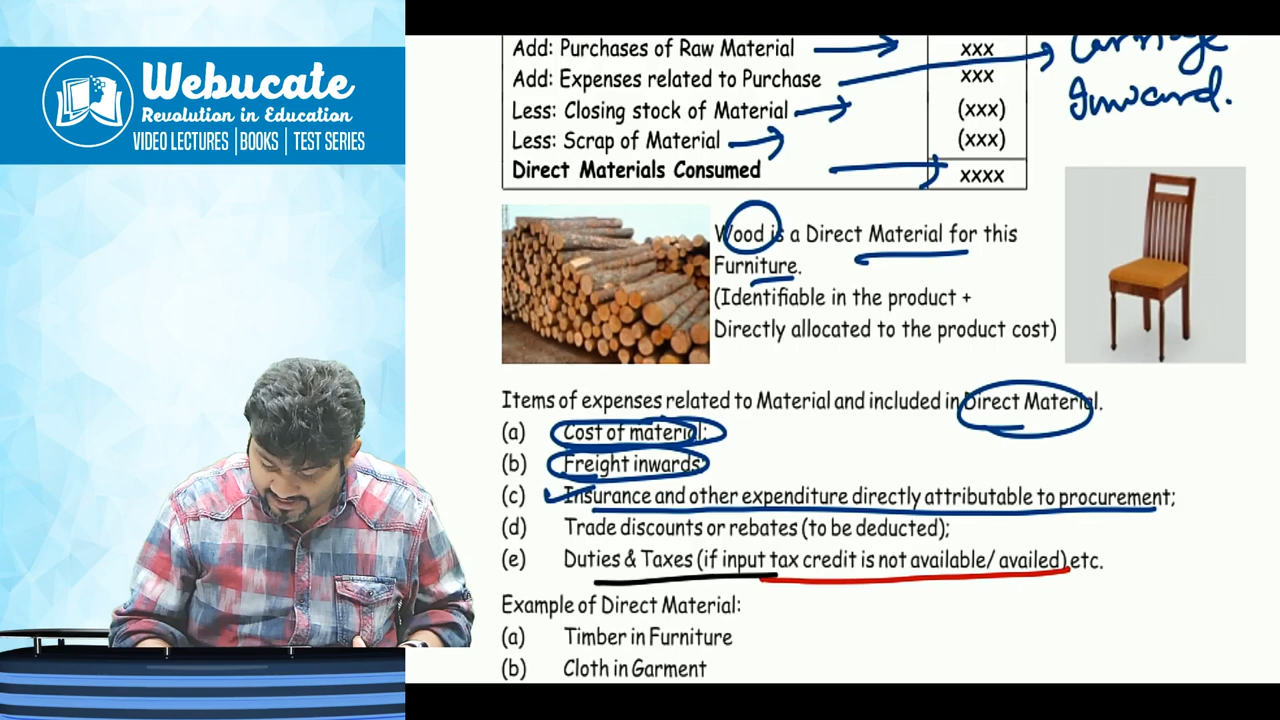 Webucate
Revolution in Education
VIDEO LECTURES | BOOKS | TEST SERIES
Add: Purchases of Raw Material xxx
Add: Expenses related to Purchase xxx
Less: Closing stock of Material (xxx)
Less: Scrap of Material (xxx)
Direct Materials Consumed xxxx
Inward.
Wood is a Direct Material for this
Furniture.
(Identifiable in the product +
Directly allocated to the product cost)
Items of expenses related to Material and included in Direct Material.
(a) Cost of material;
(b) Freight inwards;
(c) Insurance and other expenditure directly attributable to procurement;
(d) Trade discounts or rebates (to be deducted);
(e) Duties & Taxes (if input tax credit is not available/ availed) etc.
Example of Direct Material:
(a) Timber in Furniture
(b) Cloth in Garment